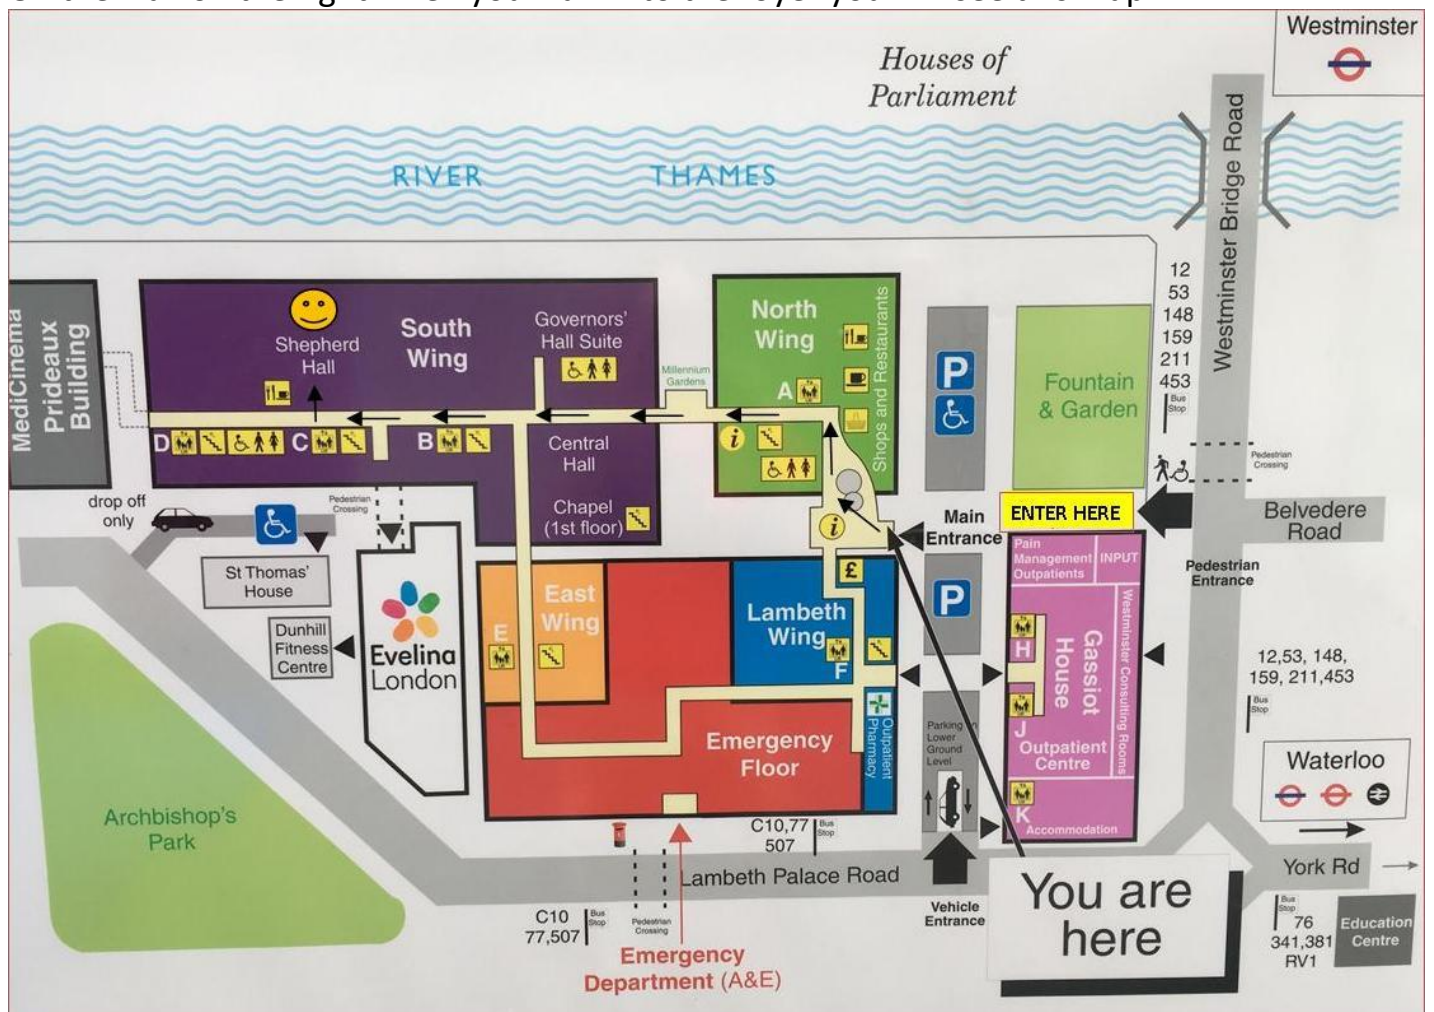 Westminster
Houses of
Parliament
RIVER THAMES
Westminster Bridge Road
12
53
148
159
211
453
Bus
Stop
MediCinema
Prideaux
Building
Shepherd
Hall
South
Wing
Governors'
Hall Suite
Millennium
Gardens
North
Wing
Shops and Restaurants
A
P
Fountain
& Garden
D
C
B
i
Central
Hall
Chapel
(1st floor)
Pedestrian
Crossing
drop off
only
Pedestrian
Crossing
i
Main
Entrance
ENTER HERE
Belvedere
Road
Pedestrian
Entrance
St Thomas'
House
Dunhill
Fitness
Centre
Evelina
London
East
Wing
E
£
Lambeth
Wing
F
P
Pain
Management
Outpatients
INPUT
H
Gassiot
House
Westminster Consulting Rooms
J
Outpatient
Centre
K
Accommodation
12,53, 148,
159, 211,453
Bus
Stop
Outpatient
Pharmacy
Emergency
Floor
Parking
Lower
Ground
Level
Waterloo
Archbishop's
Park
C10,77
507
Bus
Stop
Lambeth Palace Road
York Rd
C10
77,507
Bus
Stop
Pedestrian
Crossing
Vehicle
Entrance
You are
here
Bus
Stop
76
341,381
RV1
Education
Centre
Emergency
Department (A&E)